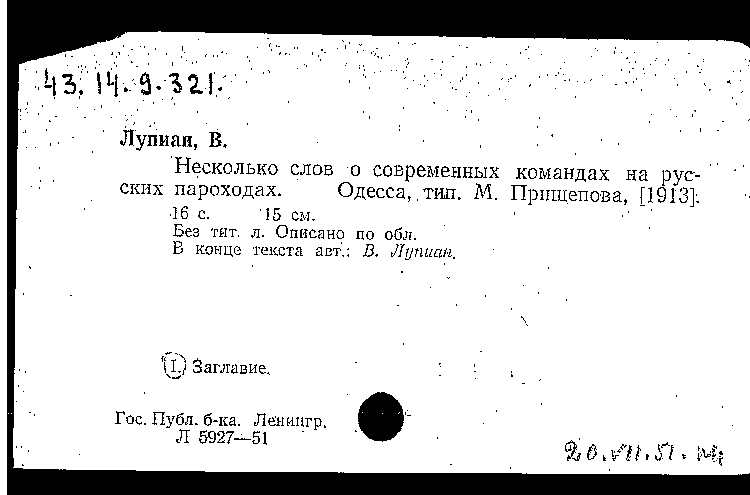 43.14.9.321.
Лупиан, В.
Несколько слов о современных командах на рус-
ских пароходах. Одесса, тип. М. Прищепова, [1913].
16 с. 15 см.
Без тит. л. Описано по обл.
В конце текста авт.: В. Лупиан.
(I.) Заглавие.
Гос. Публ. б-ка. Ленингр.
Л 5927—51
20.VII.51.